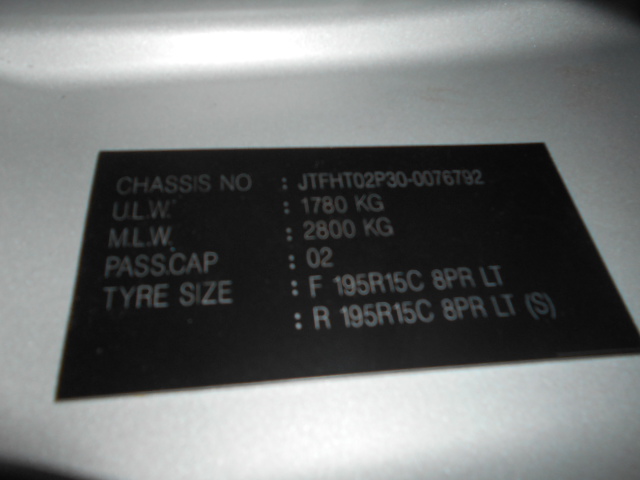 CHASSIS NO : JTFHT02P30-0076792
U.L.W. : 1780 KG
M.L.W. : 2800 KG
PASS.CAP : 02
TYRE SIZE : F 195R15C 8PR LT
: R 195R15C 8PR LT (S)